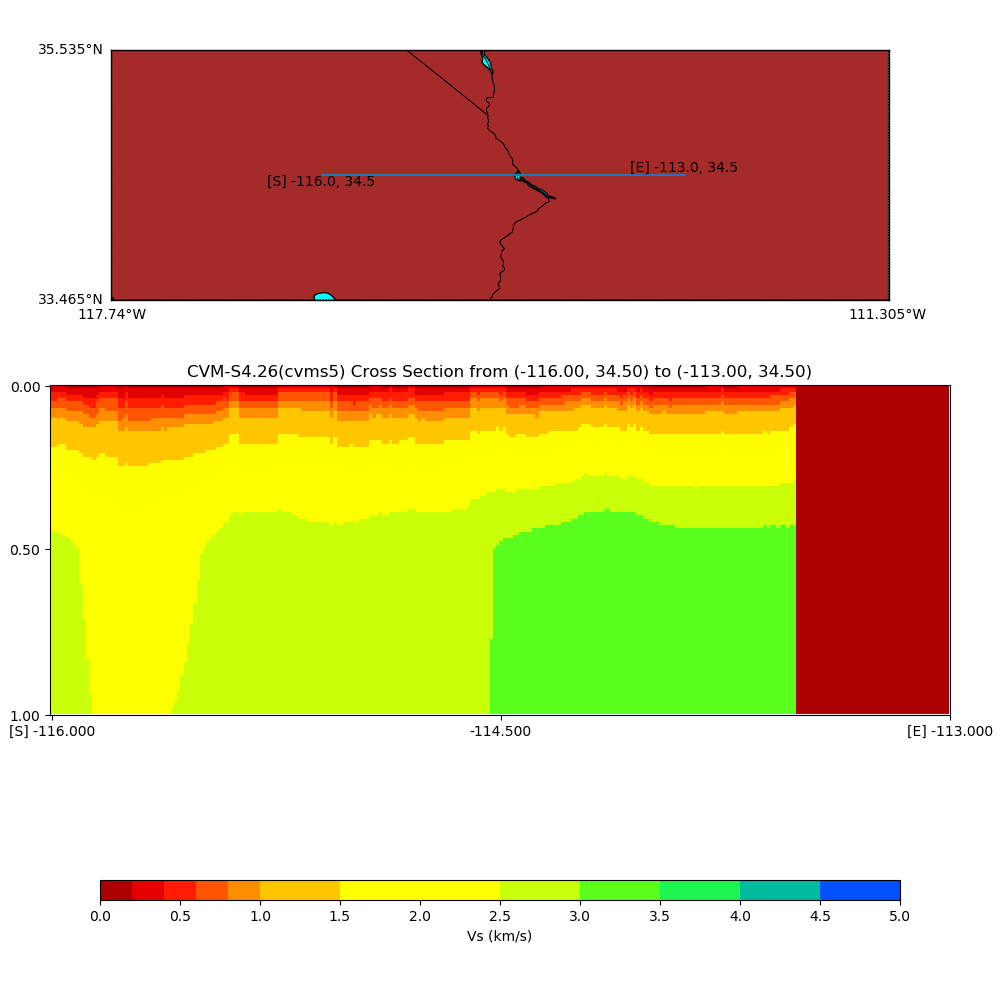 35.535°N
[E] -113.0, 34.5
[S] -116.0, 34.5
33.465°N
117.74°W 111.305°W
CVM-S4.26(cvms5) Cross Section from (-116.00, 34.50) to (-113.00, 34.50)
0.00
0.50
1.00
[S] -116.000 -114.500 [E] -113.000
0.0 0.5 1.0 1.5 2.0 2.5 3.0 3.5 4.0 4.5 5.0
Vs (km/s)